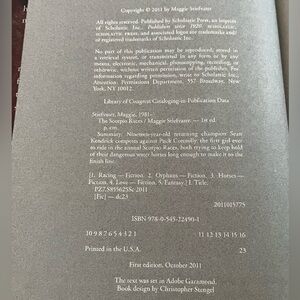 Copyright © 2011 by Maggie Stiefvater
All rights reserved. Published by Scholastic Press, an imprint
of Scholastic Inc., Publishers since 1920. SCHOLASTIC,
SCHOLASTIC PRESS, and associated logos are trademarks and/
or registered trademarks of Scholastic Inc.
No part of this publication may be reproduced, stored in
a retrieval system, or transmitted in any form or by any
means, electronic, mechanical, photocopying, recording, or
otherwise, without written permission of the publisher. For
information regarding permission, write to Scholastic Inc.,
Attention: Permissions Department, 557 Broadway, New
York, NY 10012.
Library of Congress Cataloging-in-Publication Data
Stiefvater, Maggie, 1981–
The Scorpio Races / Maggie Stiefvater. — 1st ed.
p. cm.
Summary: Nineteen-year-old returning champion Sean
Kendrick competes against Puck Connolly, the first girl ever
to ride in the annual Scorpio Races, both trying to keep hold
of their dangerous water horses long enough to make it to the
finish line.
[1. Racing — Fiction. 2. Orphans — Fiction. 3. Horses —
Fiction. 4. Love — Fiction. 5. Fantasy.] I. Title.
PZ7.S855625Sc 2011
[Fic] — dc23
2011015775
ISBN 978-0-545-22490-1
10 9 8 7 6 5 4 3 2 1 11 12 13 14 15 16
Printed in the U.S.A. 23
First edition, October 2011
The text was set in Adobe Garamond.
Book design by Christopher Stengel